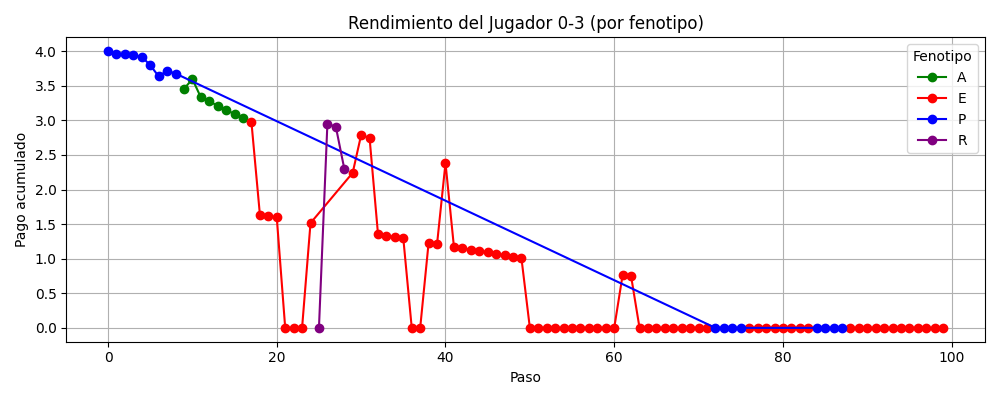 Rendimiento del Jugador 0-3 (por fenotipo)
Pago acumulado
4.0
3.5
3.0
2.5
2.0
1.5
1.0
0.5
0.0
Fenotipo
A
E
P
R
0 20 40 60 80 100
Paso